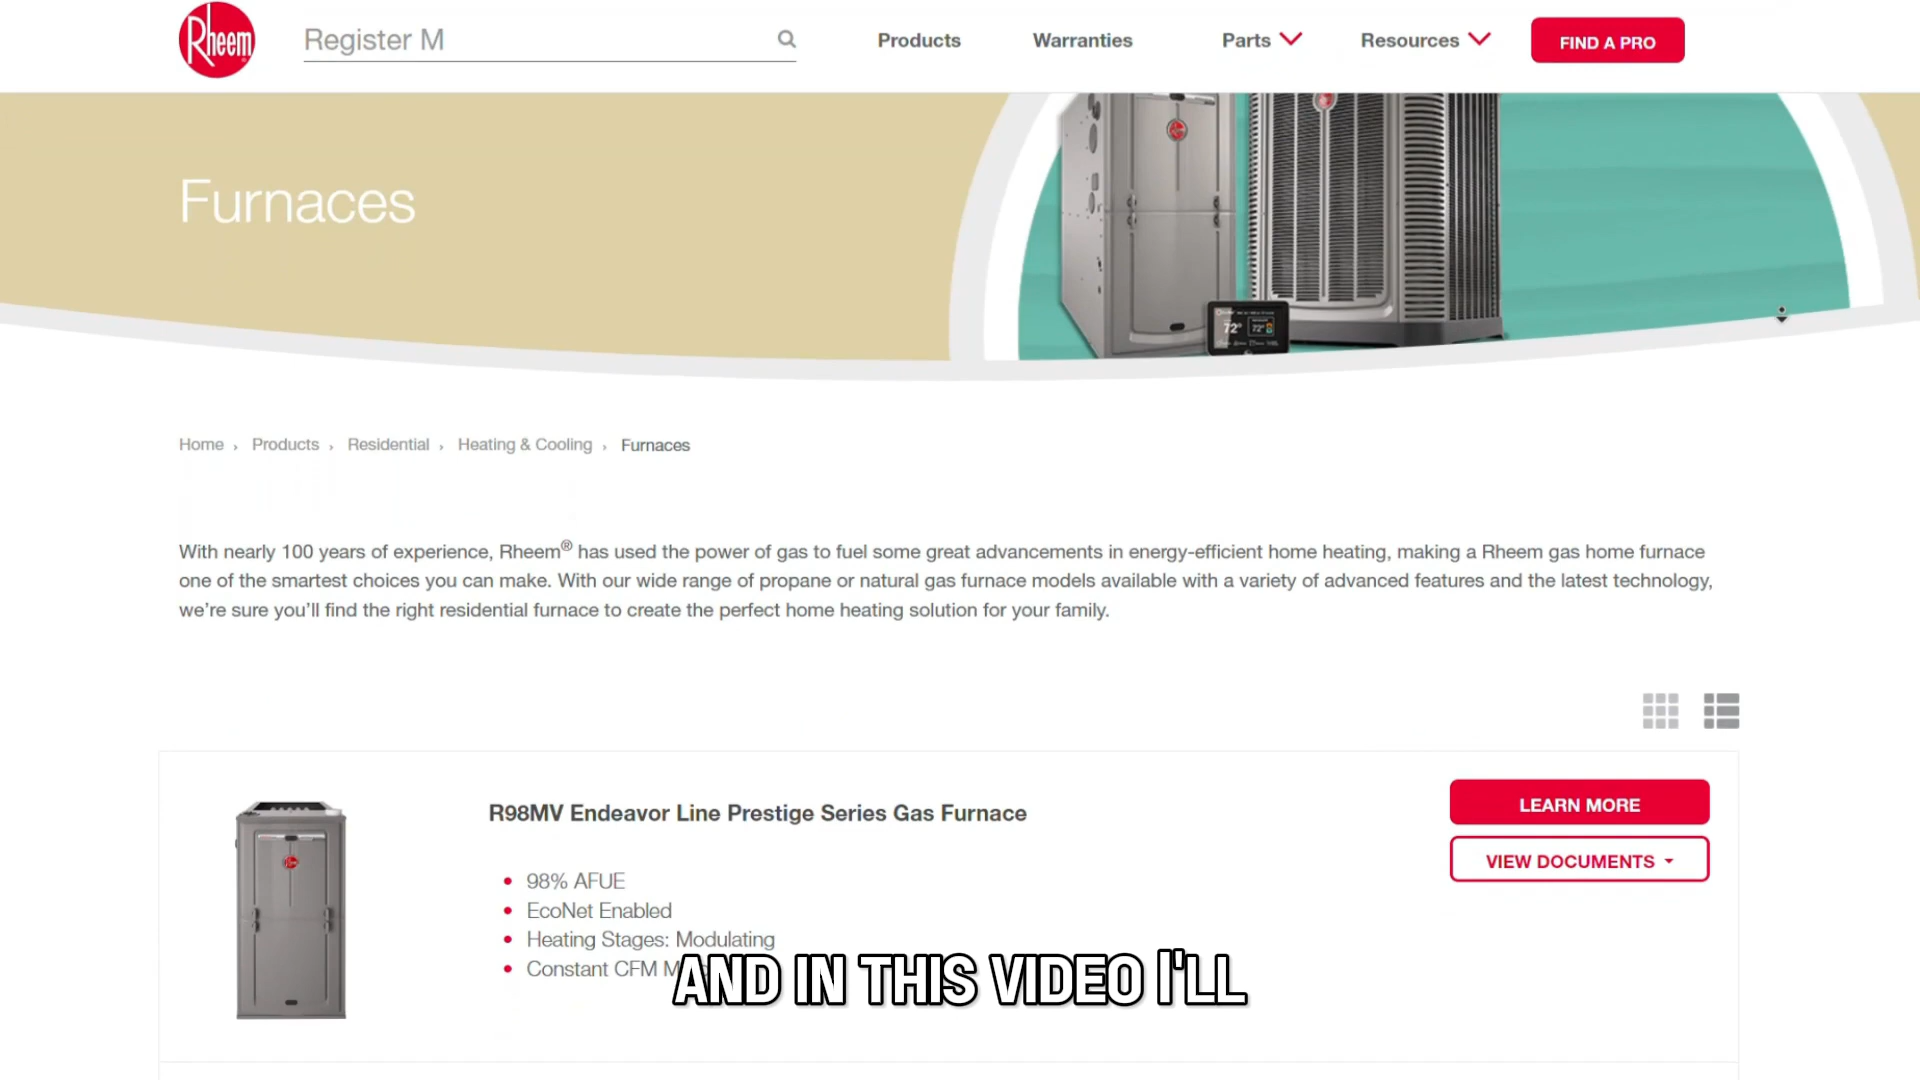 Rheem
Register M
Products
Warranties
Parts
Resources
FIND A PRO
Furnaces
72°
72°
Home › Products › Residential › Heating & Cooling › Furnaces
With nearly 100 years of experience, Rheem® has used the power of gas to fuel some great advancements in energy-efficient home heating, making a Rheem gas home furnace
one of the smartest choices you can make. With our wide range of propane or natural gas furnace models available with a variety of advanced features and the latest technology,
we’re sure you’ll find the right residential furnace to create the perfect home heating solution for your family.
R98MV Endeavor Line Prestige Series Gas Furnace
LEARN MORE
VIEW DOCUMENTS
98% AFUE
EcoNet Enabled
Heating Stages: Modulating
Constant CFM M
AND IN THIS VIDEO I'LL